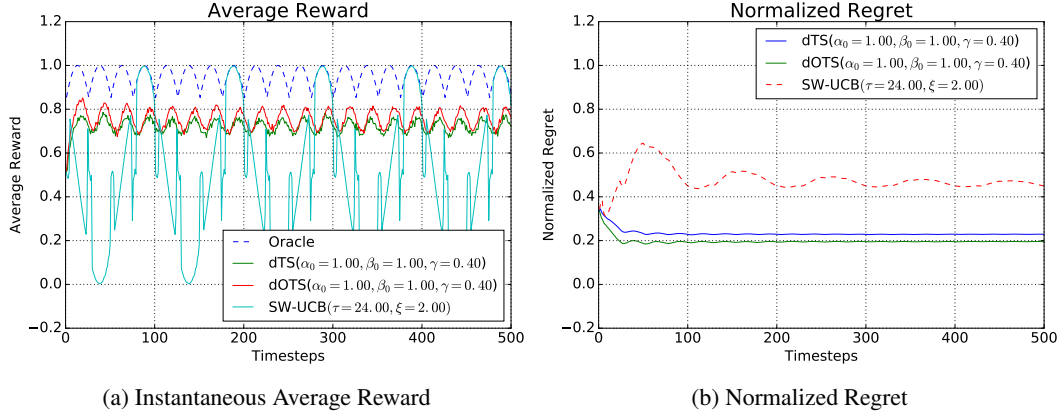 Average Reward
1.2
1.0
0.8
0.6
0.4
0.2
0.0
−0.2
Average Reward
0 100 200 300 400 500
Timesteps
Oracle
dTS(α₀ = 1.00, β₀ = 1.00, γ = 0.40)
dOTS(α₀ = 1.00, β₀ = 1.00, γ = 0.40)
SW-UCB(τ = 24.00, ξ = 2.00)
(a) Instantaneous Average Reward
Normalized Regret
1.2
1.0
0.8
0.6
0.4
0.2
0.0
−0.2
Normalized Regret
0 100 200 300 400 500
Timesteps
dTS(α₀ = 1.00, β₀ = 1.00, γ = 0.40)
dOTS(α₀ = 1.00, β₀ = 1.00, γ = 0.40)
SW-UCB(τ = 24.00, ξ = 2.00)
(b) Normalized Regret